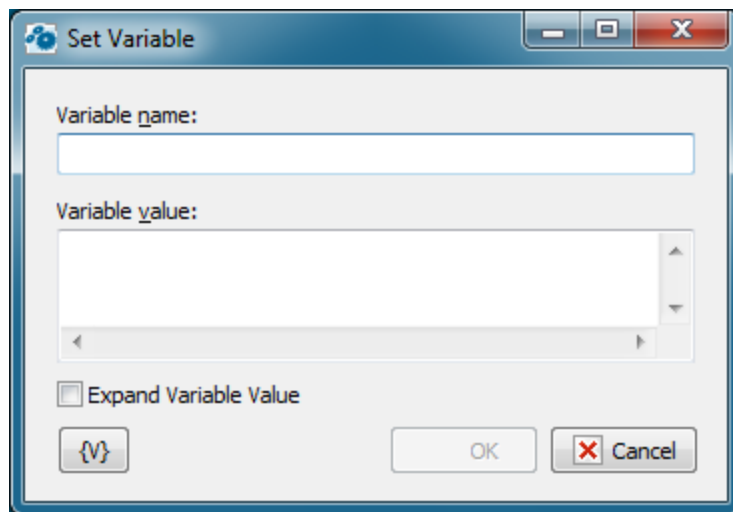 Set Variable
Variable name:
Variable value:
Expand Variable Value
{V}
OK
Cancel